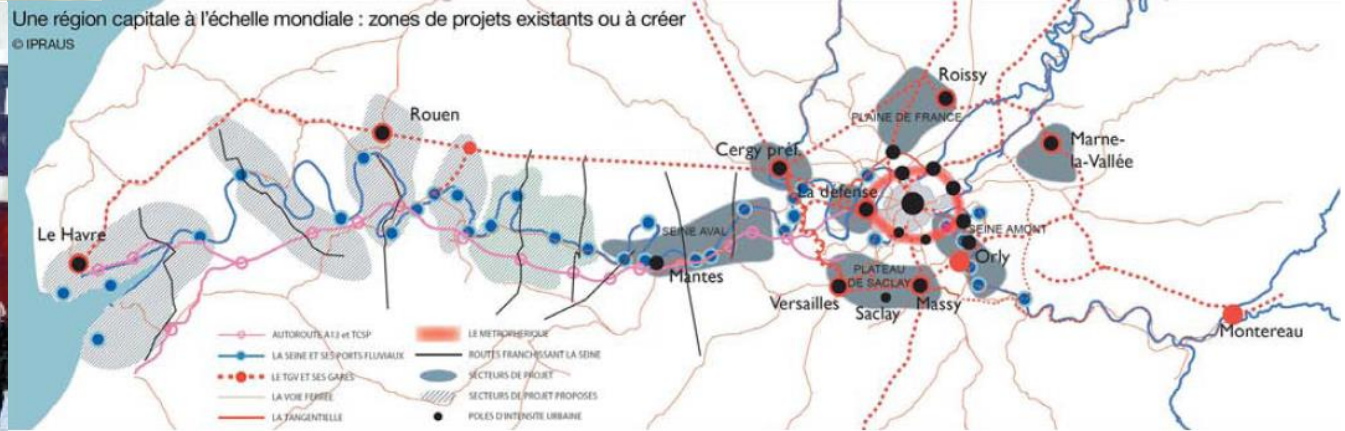 Une région capitale à l'échelle mondiale : zones de projets existants ou à créer
© IPRAUS
Roissy
Rouen
PLAINE DE FRANCE
Marne-
la-Vallée
Cergy préf.
La défense
Le Havre
SEINE AVAL
SEINE AMONT
Orly
Mantes
PLATEAU
DE SACLAY
Versailles
Saclay
Massy
Montereau
AUTOROUTE A13 et TCSP
LA SEINE ET SES PORTS FLUVIAUX
LE TGV ET SES GARES
LA VOIE FERREE
LA TANGENTIELLE
LE METROPHERIQUE
ROUTES FRANCHISSANT LA SEINE
SECTEURS DE PROJET
SECTEURS DE PROJET PROPOSES
POLES D'INTENSITE URBAINE